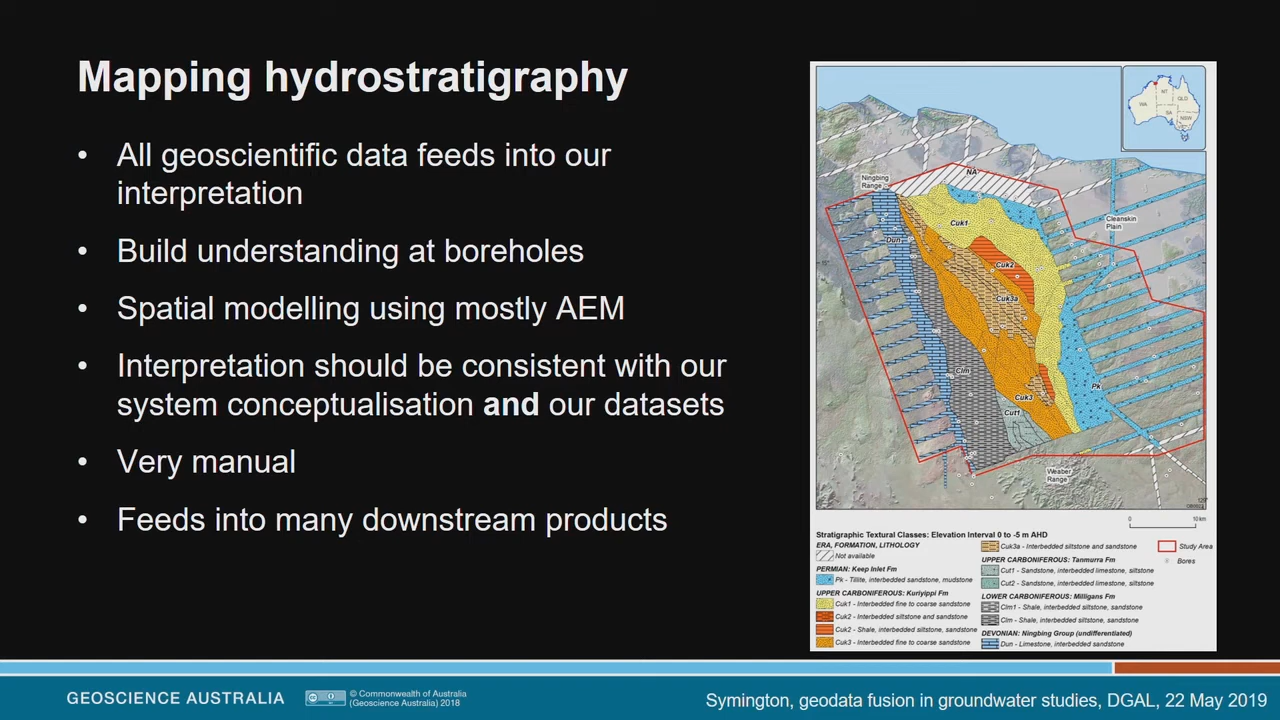 Mapping hydrostratigraphy
• All geoscientific data feeds into our
interpretation
• Build understanding at boreholes
• Spatial modelling using mostly AEM
• Interpretation should be consistent with our
system conceptualisation and our datasets
• Very manual
• Feeds into many downstream products
WA
NT
SA
QLD
NSW
Ningbing
Range
NA
Cleanskin
Plain
Cuk1
Dun
Cuk2
Cuk3a
Clm
Pk
Cuk3
Cut1
Weaber
Range
0 10 km
Stratigraphic Textural Classes: Elevation Interval 0 to -5 m AHD
ERA, FORMATION, LITHOLOGY
Not available
PERMIAN: Keep Inlet Fm
Pk - Tillite, interbedded sandstone, mudstone
UPPER CARBONIFEROUS: Kuriyippi Fm
Cuk1 - Interbedded fine to coarse sandstone
Cuk2 - Interbedded siltstone and sandstone
Cuk2 - Shale, interbedded siltstone, sandstone
Cuk3 - Interbedded fine to coarse sandstone
Cuk3a - Interbedded siltstone and sandstone
UPPER CARBONIFEROUS: Tanmurra Fm
Cut1 - Sandstone, interbedded limestone, siltstone
Cut2 - Sandstone, interbedded limestone, siltstone
LOWER CARBONIFEROUS: Milligans Fm
Clm1 - Shale, interbedded siltstone, sandstone
Clm - Shale, interbedded siltstone, sandstone
DEVONIAN: Ningbing Group (undifferentiated)
Dun - Limestone, interbedded sandstone
Study Area
Bores
GEOSCIENCE AUSTRALIA
© Commonwealth of Australia
(Geoscience Australia) 2018
Symington, geodata fusion in groundwater studies, DGAL, 22 May 2019